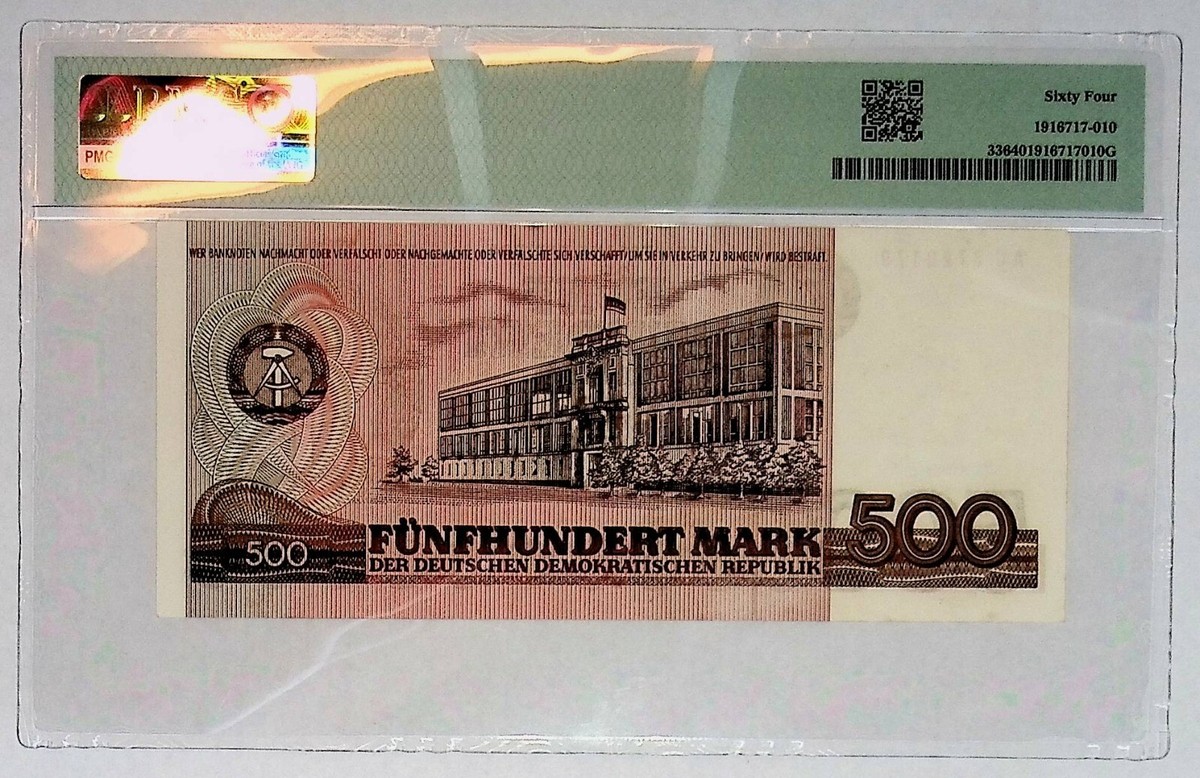 PMG
Sixty Four
1916717-010
336401916717010G
WER BANKNOTEN NACHMACHT ODER VERFÄLSCHT ODER NACHGEMACHTE ODER VERFÄLSCHTE SICH VERSCHAFFT/UM SIE IN VERKEHR ZU BRINGEN/WIRD BESTRAFT.
500
FÜNFHUNDERT MARK
DER DEUTSCHEN DEMOKRATISCHEN REPUBLIK
500